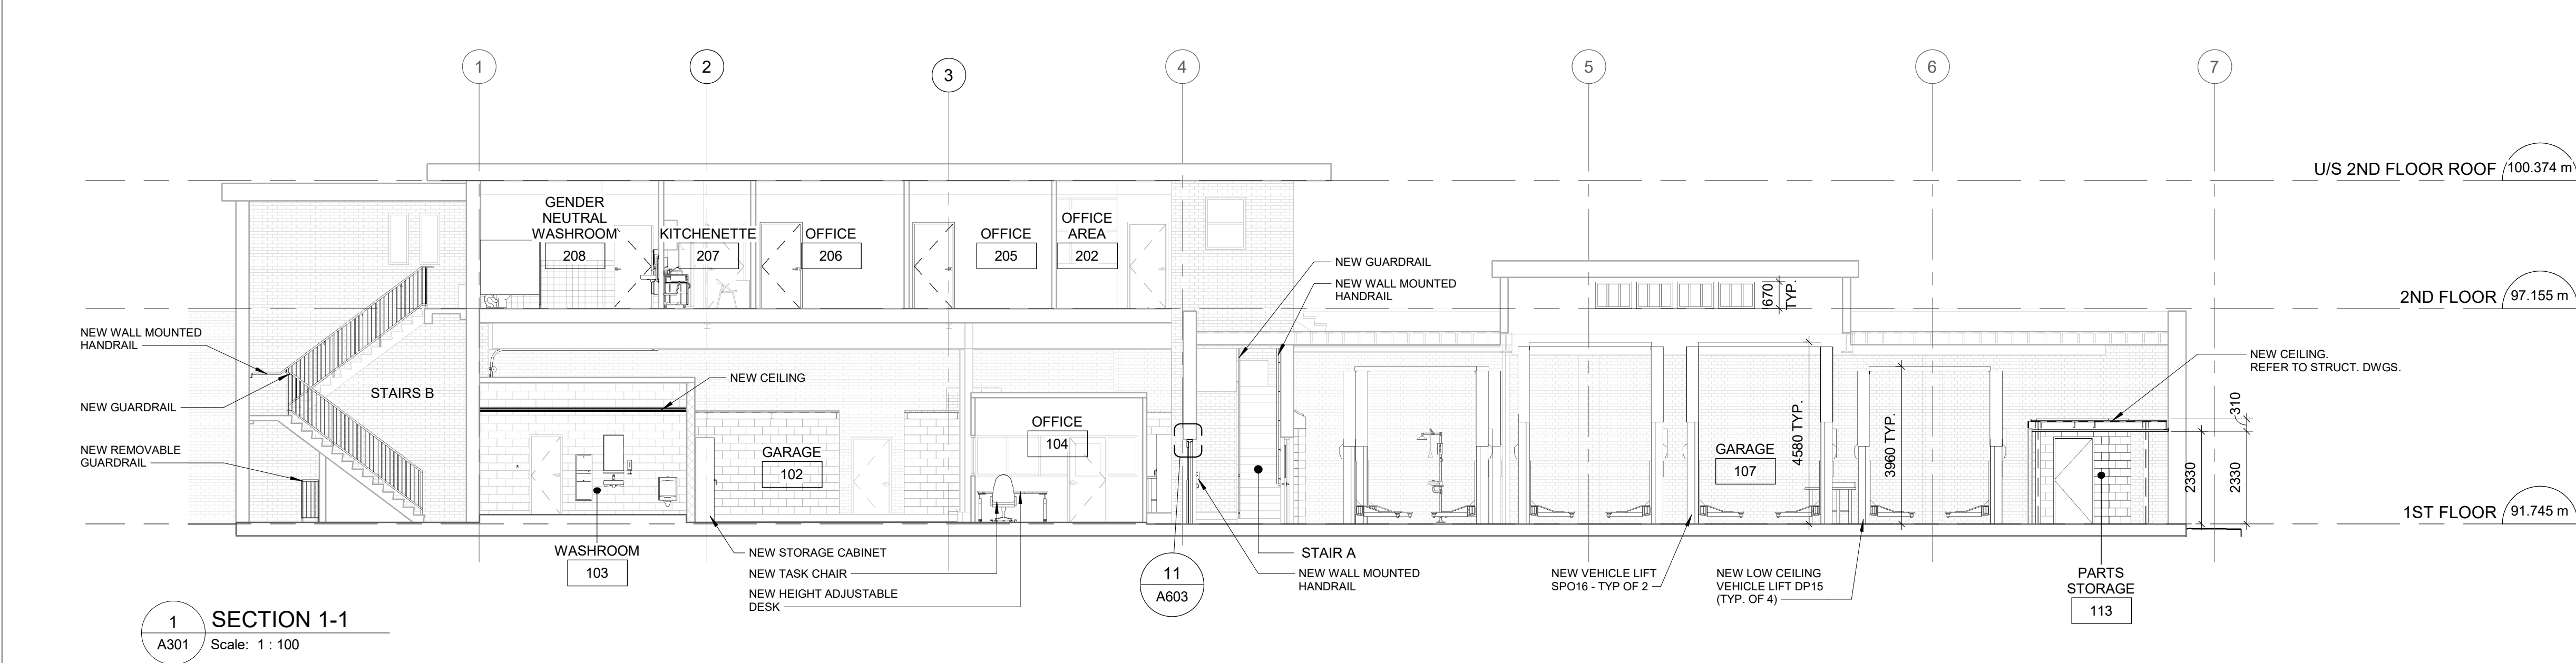 1
2
3
4
5
6
7
U/S 2ND FLOOR ROOF 100.374 m
2ND FLOOR 97.155 m
1ST FLOOR 91.745 m
GENDER
NEUTRAL
WASHROOM
208
KITCHENETTE
207
OFFICE
206
OFFICE
205
OFFICE
AREA
202
NEW GUARDRAIL
NEW WALL MOUNTED
HANDRAIL
670
TYP.
NEW WALL MOUNTED
HANDRAIL
NEW GUARDRAIL
NEW REMOVABLE
GUARDRAIL
STAIRS B
NEW CEILING
GARAGE
102
OFFICE
104
4580 TYP.
GARAGE
107
3960 TYP.
NEW CEILING.
REFER TO STRUCT. DWGS.
310
2330
2330
WASHROOM
103
NEW STORAGE CABINET
NEW TASK CHAIR
NEW HEIGHT ADJUSTABLE
DESK
11
A603
STAIR A
NEW WALL MOUNTED
HANDRAIL
NEW VEHICLE LIFT
SPO16 - TYP OF 2
NEW LOW CEILING
VEHICLE LIFT DP15
(TYP. OF 4)
PARTS
STORAGE
113
1
A301
SECTION 1-1
Scale: 1 : 100